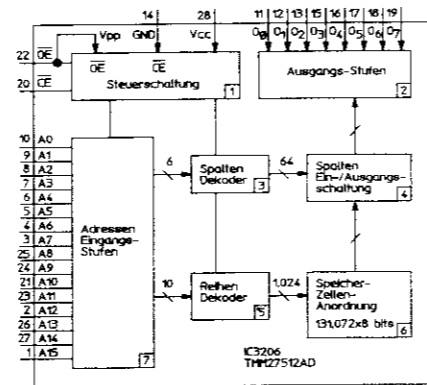 14 28 11 12 13 15 16 17 18 19
Vpp GND Vcc O0 O1 O2 O3 O4 O5 O6 O7
22 OE
OE CE
20 CE
Steuerschaltung
1
Ausgangs-Stufen
2
10 A0
9 A1
8 A2
7 A3
6 A4
5 A5
4 A6
3 A7
25 A8
24 A9
21 A10
23 A11
2 A12
26 A13
27 A14
1 A15
Adressen
Eingangs-
Stufen
7
6
Spalten
Dekoder
3
64
Spalten
Ein-/Ausgangs-
schaltung
4
10
Reihen
Dekoder
5
1,024
Speicher-
Zellen-
Anordnung
131,072x8 bits
6
IC3206
TMM27512AD